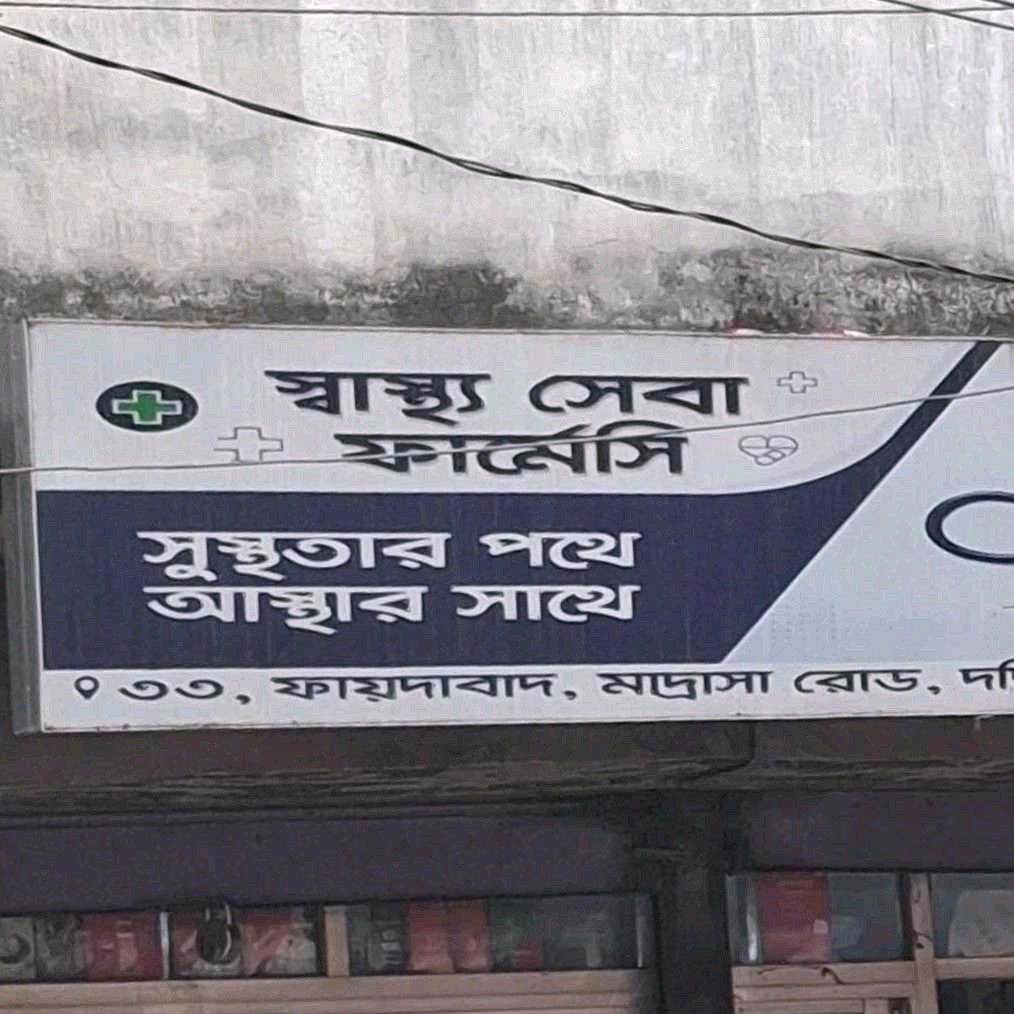 স্বাস্থ্য সেবা
ফার্মেসি
সুস্থতার পথে
আস্থার সাথে
৩৩, ফায়দাবাদ, মাদ্রাসা রোড,